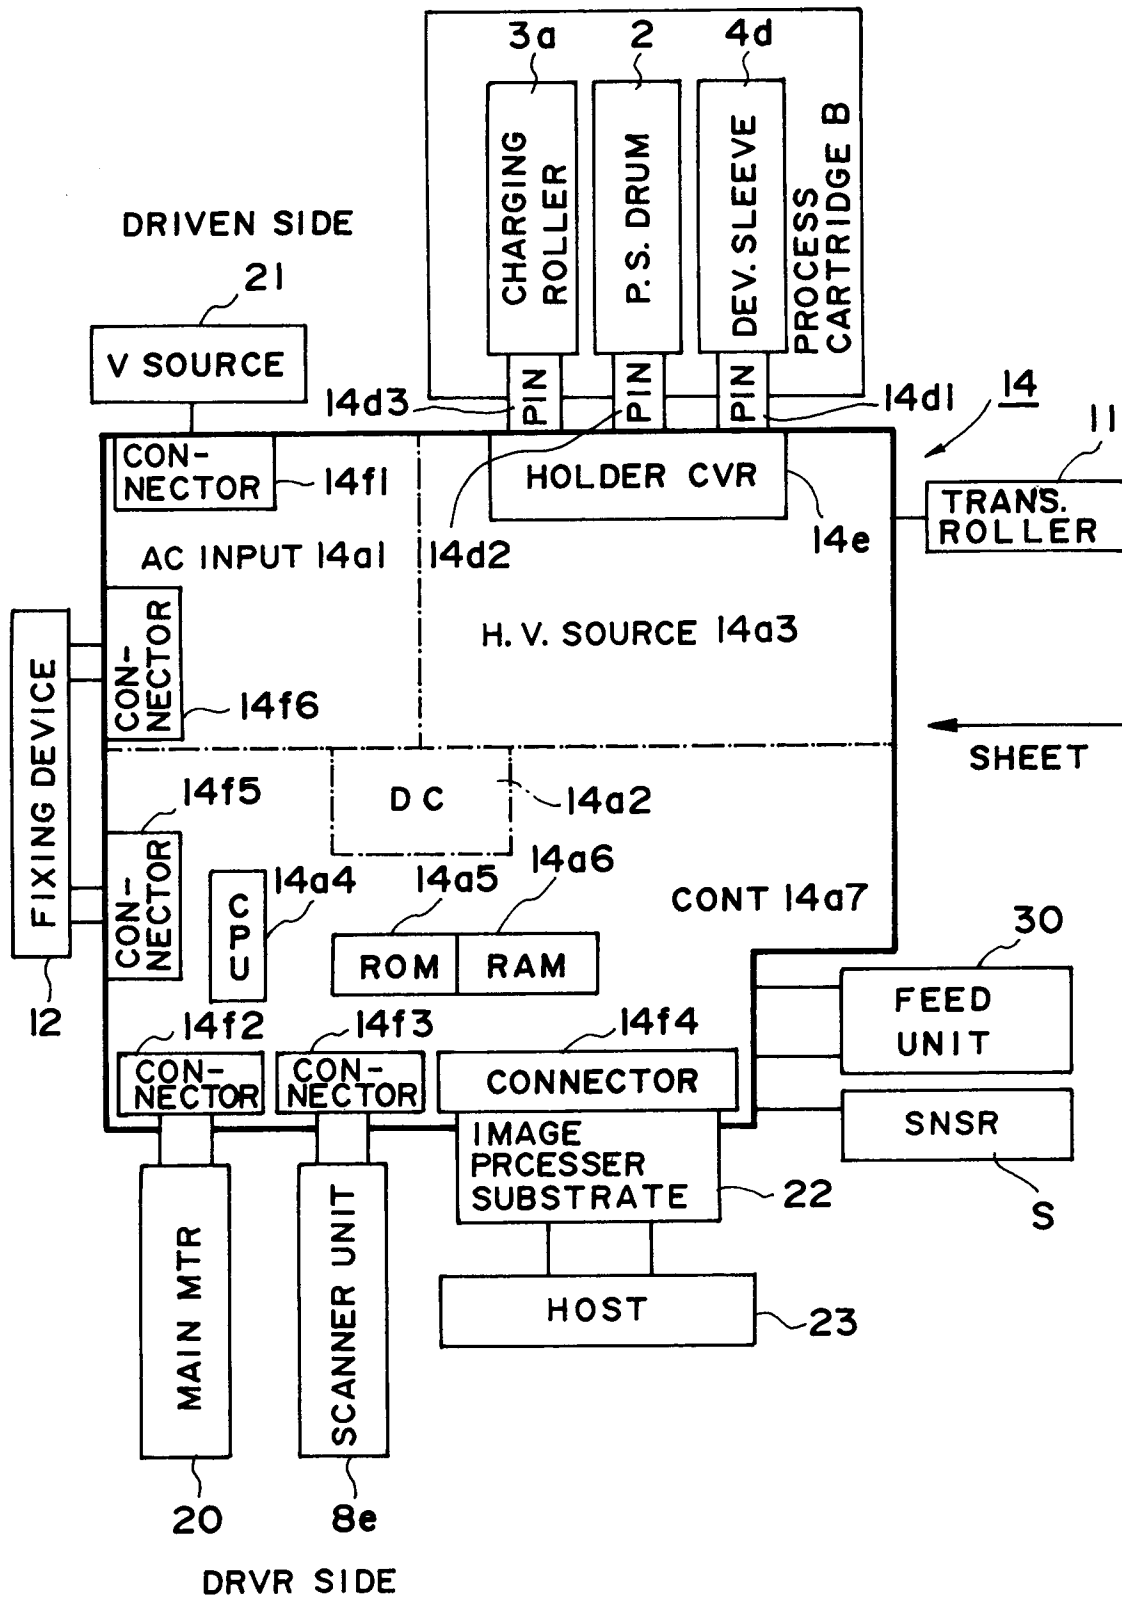 3a
2
4d
CHARGING
ROLLER
P.S. DRUM
DEV. SLEEVE
PROCESS
CARTRIDGE B
DRIVEN SIDE
21
V SOURCE
14d3
PIN
PIN
PIN
14d1
14
11
CON-
NECTOR
14f1
HOLDER CVR
TRANS.
ROLLER
AC INPUT 14a1
14d2
14e
CON-
NECTOR
H. V. SOURCE 14a3
14f6
FIXING DEVICE
SHEET
14f5
DC
14a2
CON-
NECTOR
CPU
14a4
14a5
14a6
CONT 14a7
ROM
RAM
30
FEED
UNIT
12
14f2
14f3
14f4
CON-
NECTOR
CON-
NECTOR
CONNECTOR
SNSR
IMAGE
PRCESSER
SUBSTRATE
22
S
MAIN MTR
SCANNER UNIT
HOST
23
20
8e
DRVR SIDE